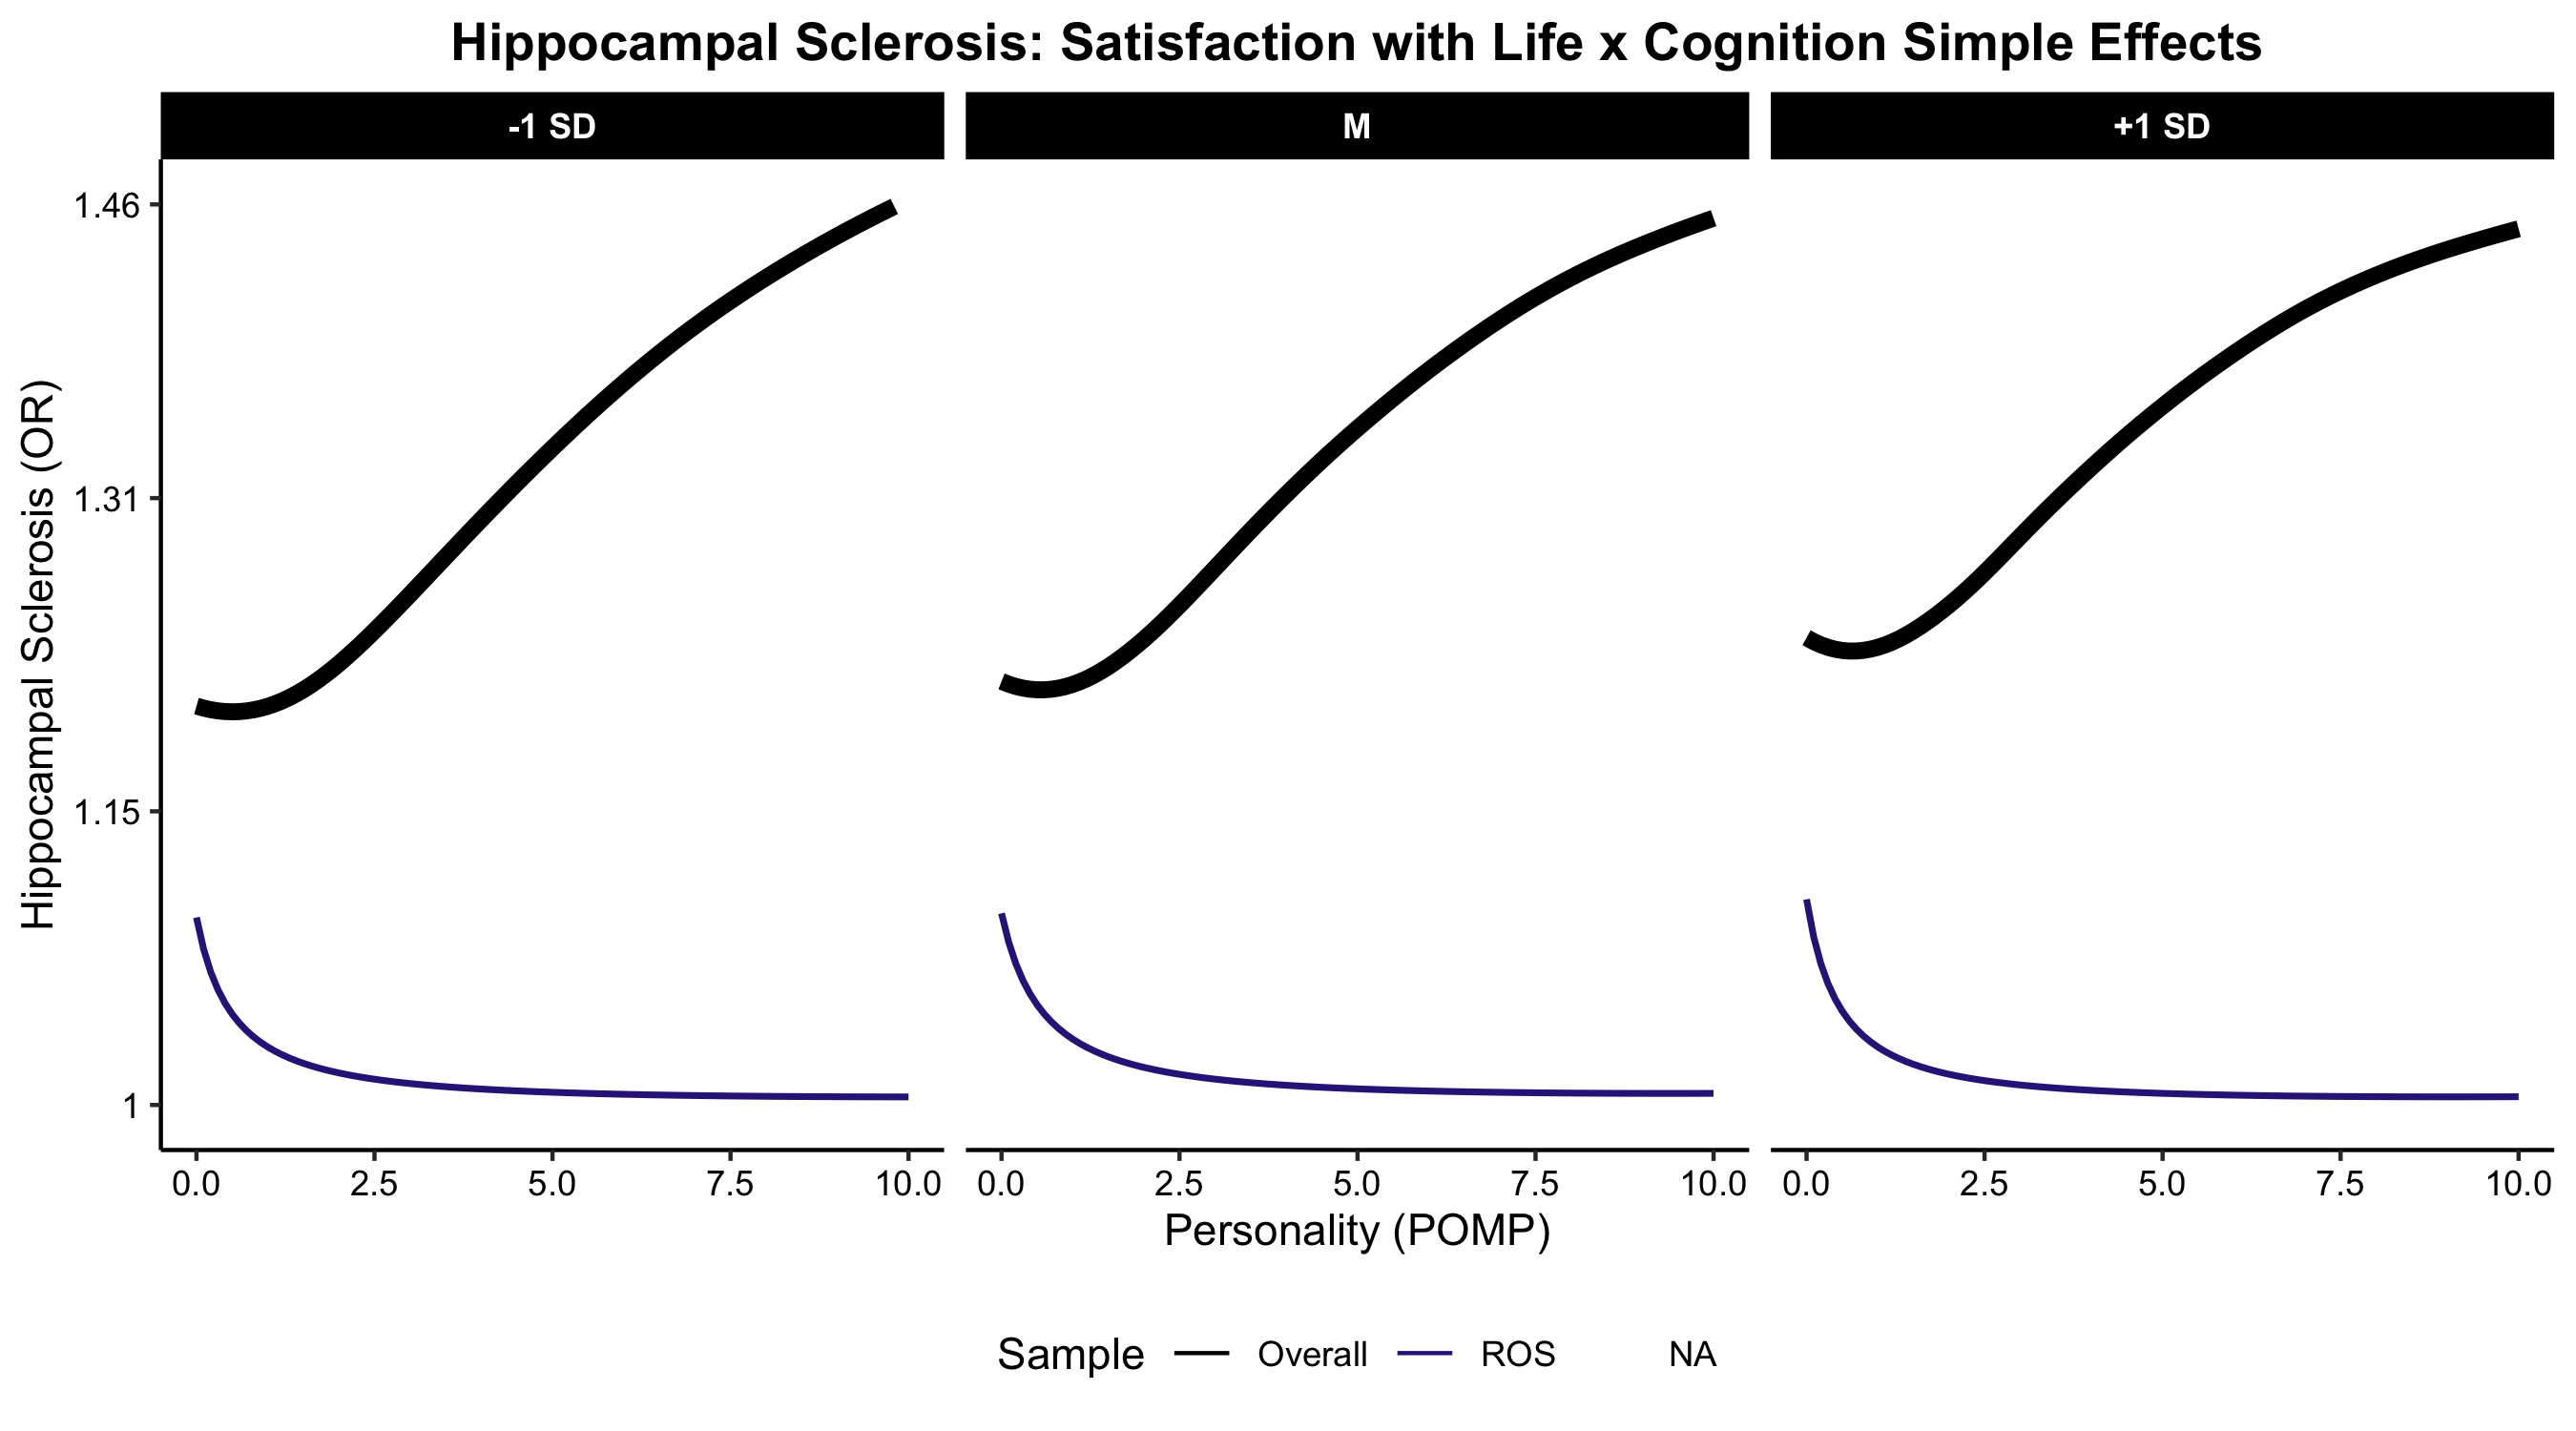 Hippocampal Sclerosis: Satisfaction with Life x Cognition Simple Effects
-1 SD
M
+1 SD
Hippocampal Sclerosis (OR)
1.46
1.31
1.15
1
0.0 2.5 5.0 7.5 10.0
0.0 2.5 5.0 7.5 10.0
0.0 2.5 5.0 7.5 10.0
Personality (POMP)
Sample Overall ROS NA